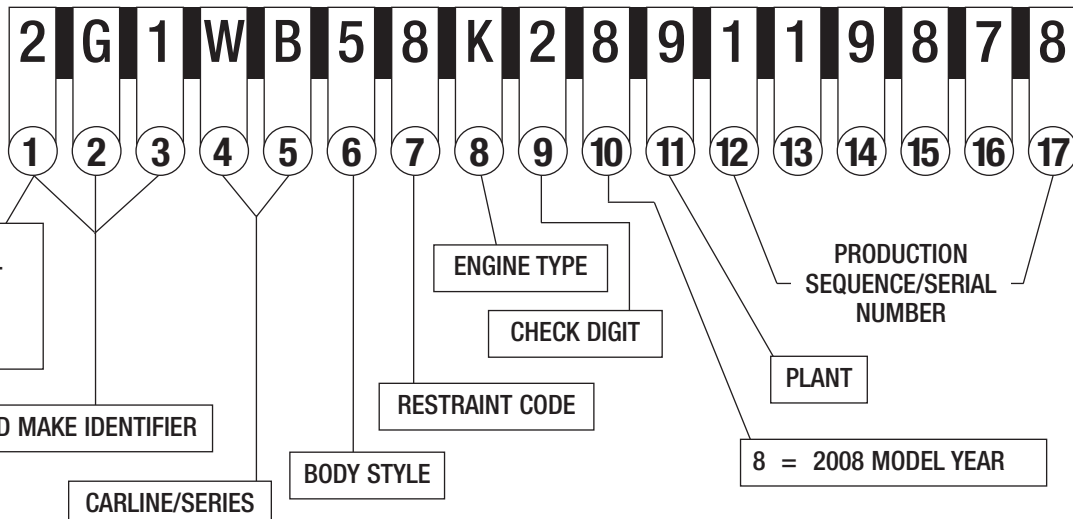 2 G 1 W B 5 8 K 2 8 9 1 1 9 8 7 8
1 2 3 4 5 6 7 8 9 10 11 12 13 14 15 16 17
ENGINE TYPE
PRODUCTION
SEQUENCE/SERIAL
NUMBER
CHECK DIGIT
PLANT
RESTRAINT CODE
MAKE IDENTIFIER
8 = 2008 MODEL YEAR
BODY STYLE
CARLINE/SERIES